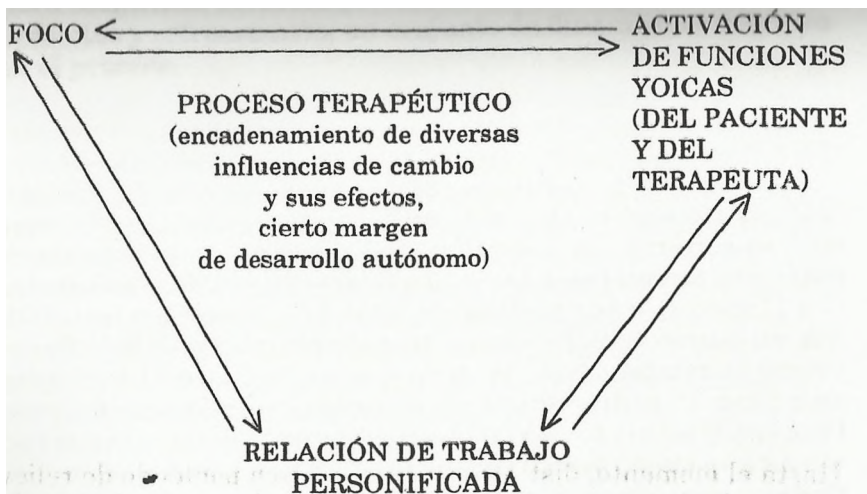 FOCO
ACTIVACIÓN
DE FUNCIONES
YOICAS
(DEL PACIENTE
Y DEL
TERAPEUTA)
PROCESO TERAPÉUTICO
(encadenamiento de diversas
influencias de cambio
y sus efectos,
cierto margen
de desarrollo autónomo)
RELACIÓN DE TRABAJO
PERSONIFICADA